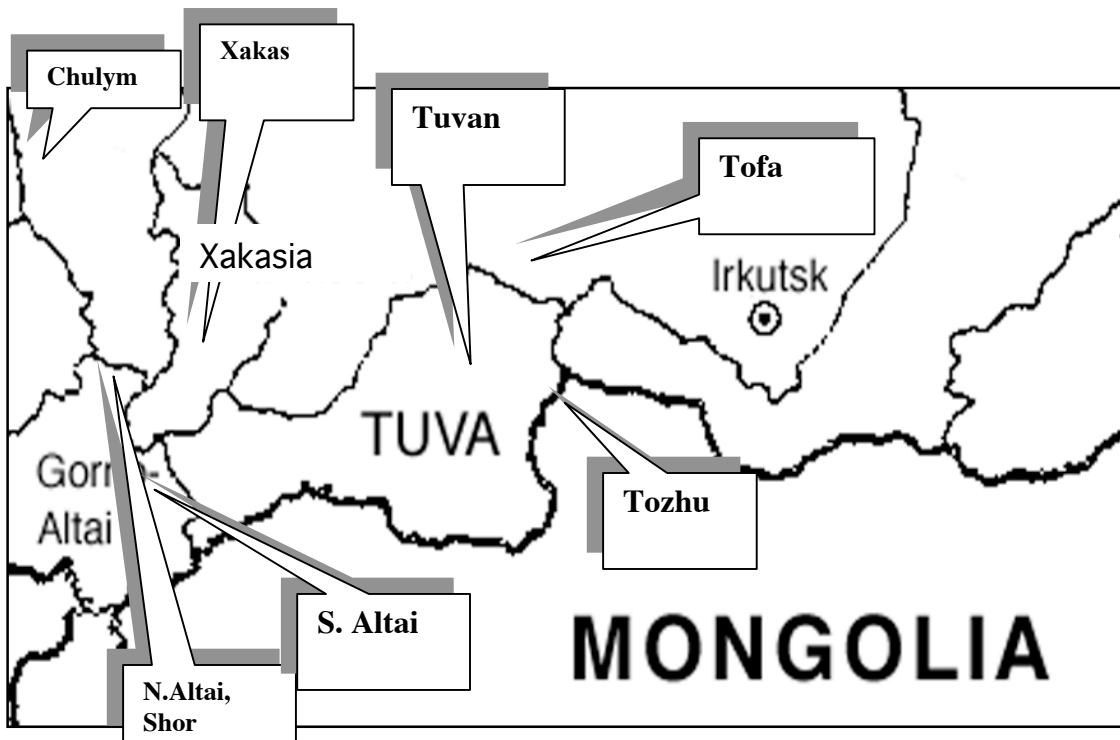 Chulym
Xakas
Tuvan
Tofa
Xakasia
Irkutsk
TUVA
Gorno-
Altai
Tozhu
S. Altai
MONGOLIA
N.Altai,
Shor